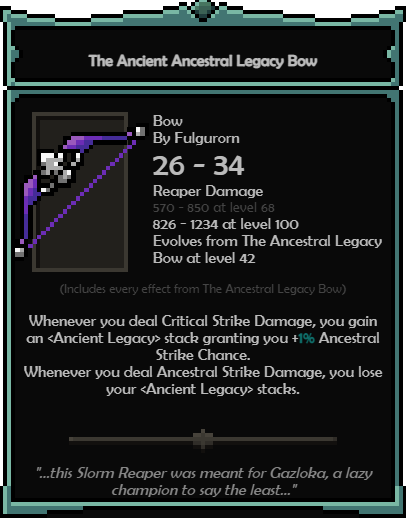 The Ancient Ancestral Legacy Bow
Bow
By Fulgurorn
26 - 34
Reaper Damage
570 - 850 at level 68
826 - 1234 at level 100
Evolves from The Ancestral Legacy
Bow at level 42
(Includes every effect from The Ancestral Legacy Bow)
Whenever you deal Critical Strike Damage, you gain
an <Ancient Legacy> stack granting you +1% Ancestral
Strike Chance.
Whenever you deal Ancestral Strike Damage, you lose
your <Ancient Legacy> stacks.
"...this Slorm Reaper was meant for Gazloka, a lazy
champion to say the least..."